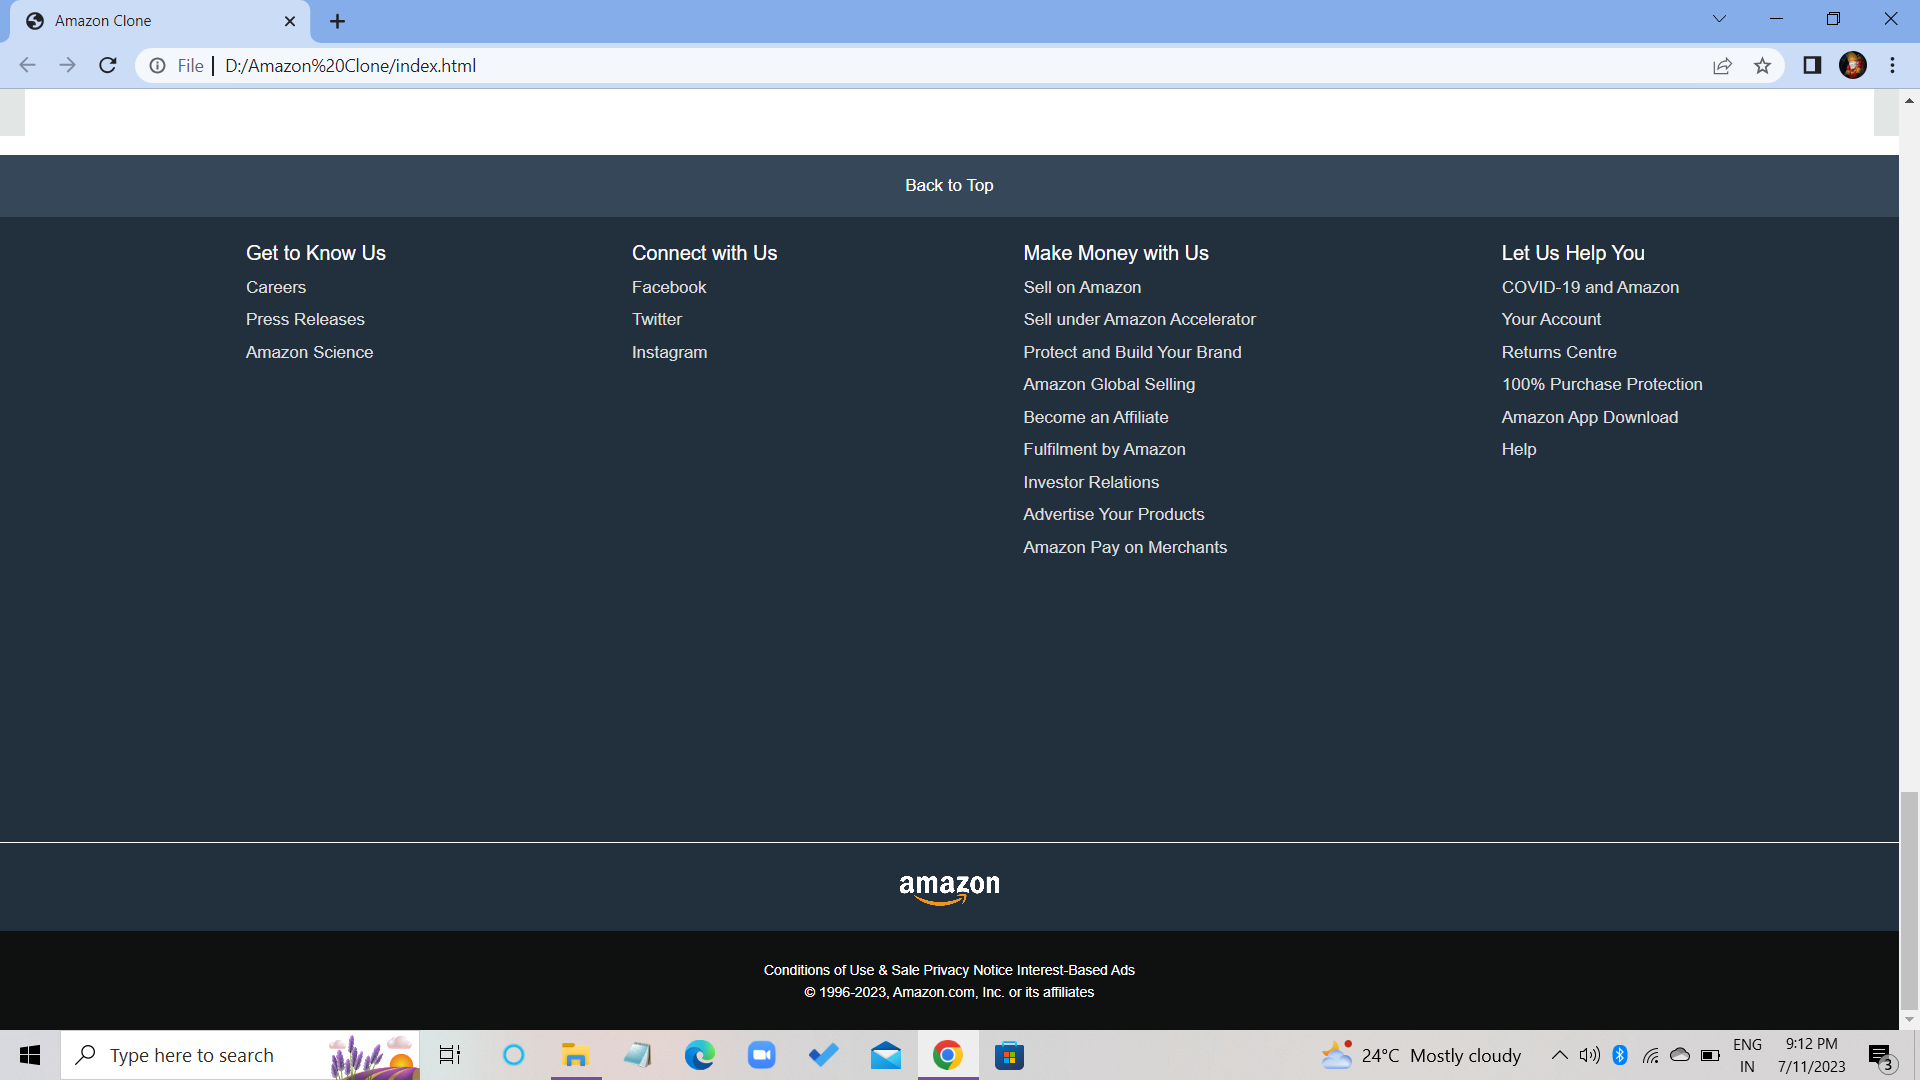 Amazon Clone
File D:/Amazon%20Clone/index.html
Back to Top
Get to Know Us
Careers
Press Releases
Amazon Science
Connect with Us
Facebook
Twitter
Instagram
Make Money with Us
Sell on Amazon
Sell under Amazon Accelerator
Protect and Build Your Brand
Amazon Global Selling
Become an Affiliate
Fulfilment by Amazon
Investor Relations
Advertise Your Products
Amazon Pay on Merchants
Let Us Help You
COVID-19 and Amazon
Your Account
Returns Centre
100% Purchase Protection
Amazon App Download
Help
amazon
Conditions of Use & Sale Privacy Notice Interest-Based Ads
© 1996-2023, Amazon.com, Inc. or its affiliates
Type here to search
24°C Mostly cloudy
ENG
IN
9:12 PM
7/11/2023
3